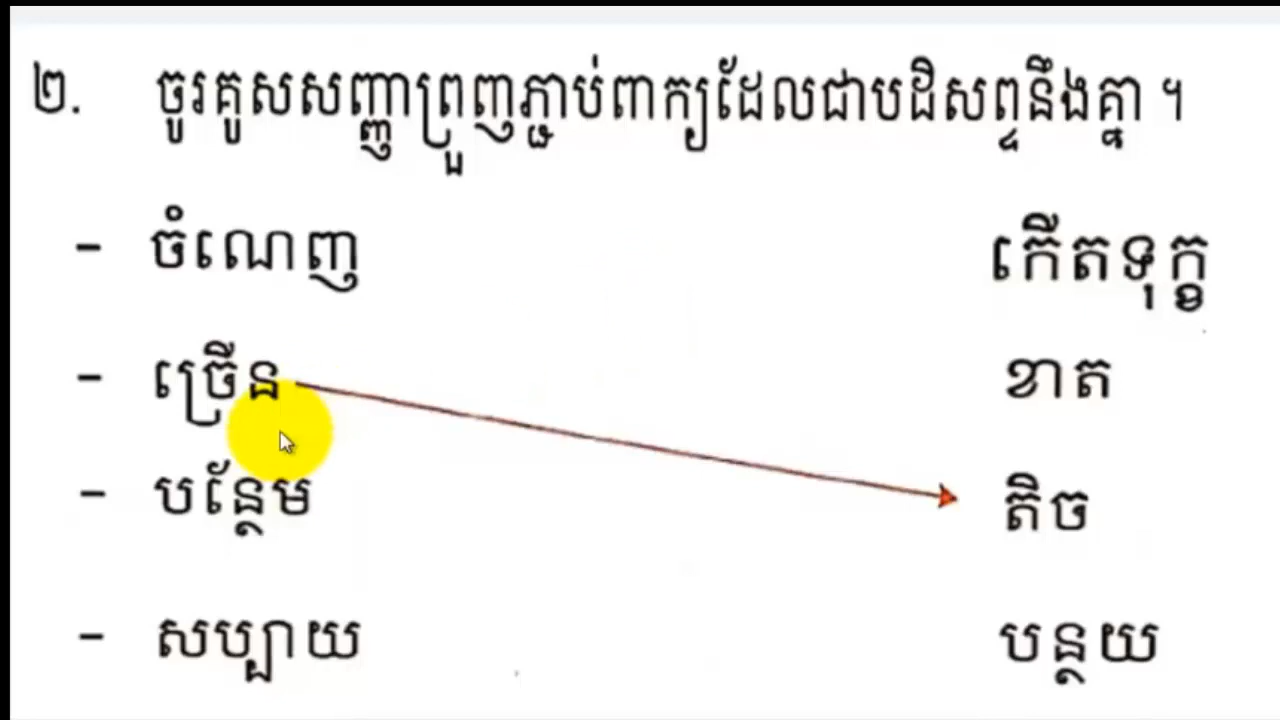 ២. ចូរគូសសញ្ញាព្រួញភ្ជាប់ពាក្យដែលជាបដិសព្ទនឹងគ្នា ។
- ចំណេញ កើតទុក្ខ
- ច្រើន ខាត
- បន្ថែម តិច
- សប្បាយ បន្ថយ